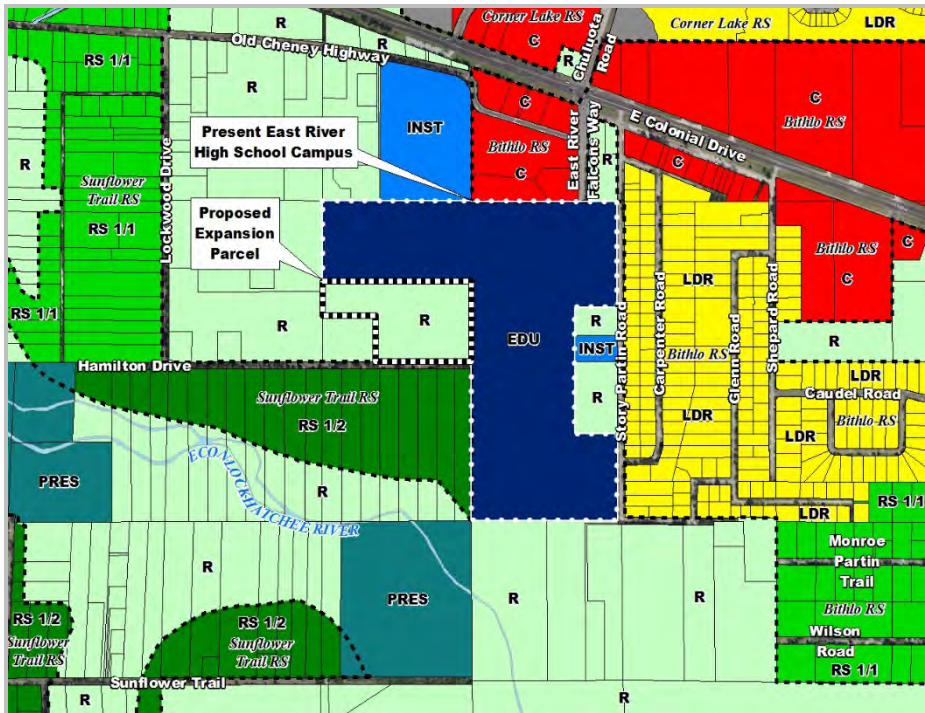 Corner Lake RS
C
Corner Lake RS
LDR
R
R
Chuluota
Road
Old Cheney Highway
RS 1/1
R
R
C
C
Bithlo RS
INST
Present East River
High School Campus
Bithlo RS
C
East River
Falcons Way
R
E Colonial Drive
C
R
Sunflower
Trail RS
RS 1/1
Lockwood Drive
Proposed
Expansion
Parcel
Bithlo RS
C
C
LDR
Carpenter Road
Shepard Road
RS 1/1
R
R
R
EDU
INST
R
Story Partin Road
Bithlo RS
Glenn Road
R
Hamilton Drive
Sunflower Trail RS
RS 1/2
LDR
Caudel Road
Bithlo RS
LDR
LDR
PRES
ECONLOCKHATCHEE RIVER
R
RS 1/1
LDR
Monroe
Partin
Trail
R
PRES
R
R
Bithlo RS
RS 1/2
Sunflower
Trail RS
RS 1/2
Sunflower
Trail RS
Wilson
Road
RS 1/1
Sunflower Trail
R
R